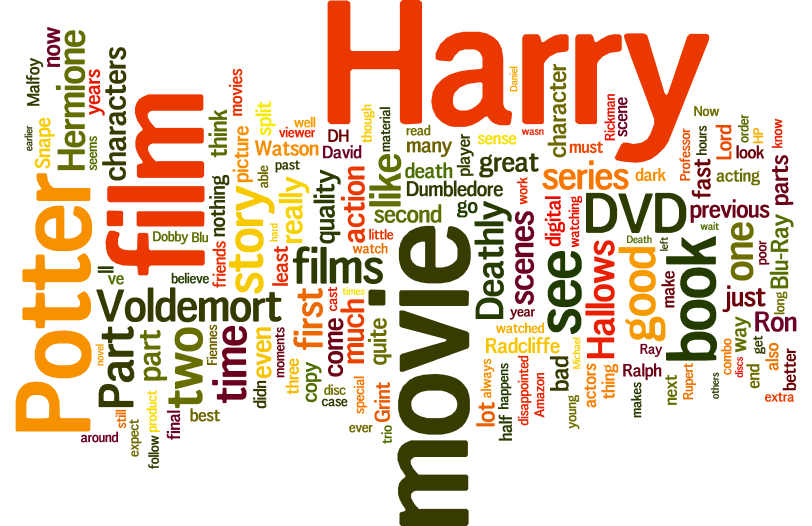 Harry
movie
Potter
film
book
DVD
Voldemort
see
story
two
Part
time
films
good
Hermione
Deathly
Hallows
series
first
action
like
one
Ron
scenes
characters
really
quality
much
great
just
previous
parts
fast
Blu-Ray
Dumbledore
second
death
many
read
sense
player
go
dark
acting
look
Lord
order
HP
know
Now
hours
Professor
must
scene
Rickman
character
Daniel
wasn
material
though
David
DH
viewer
well
Watson
past
able
picture
split
movies
think
nothing
friends
believe
Dobby
Blu
ve
ll
years
now
Malfoy
Snape
earlier
seems
hard
least
little
watch
times
cast
come
quite
three
copy
disc
case
special
Grint
ever
trio
moments
even
didn
Fiennes
best
part
product
final
follow
expect
still
around
novel
year
work
digital
watching
watched
Radcliffe
lot
always
half
happens
disappointed
Amazon
bad
young
Michael
actors
thing
Ralph
Ray
makes
make
next
Rupert
others
combo
discs
way
end
get
also
extra
better
long
poor
wait
left
Death